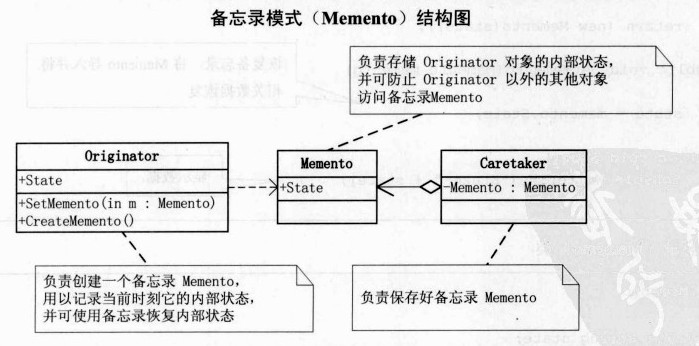 备忘录模式（Memento）结构图
负责存储 Originator 对象的内部状态，
并可防止 Originator 以外的其他对象
访问备忘录Memento
Originator
+State
+SetMemento(in m : Memento)
+CreateMemento()
Memento
+State
Caretaker
-Memento : Memento
负责创建一个备忘录 Memento，
用以记录当前时刻它的内部状态，
并可使用备忘录恢复内部状态
负责保存好备忘录 Memento